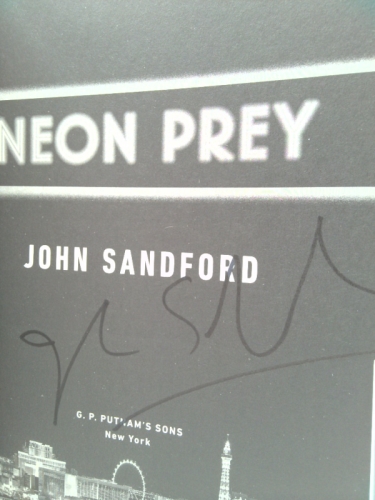 NEON PREY
JOHN SANDFORD
G. P. PUTNAM'S SONS
New York